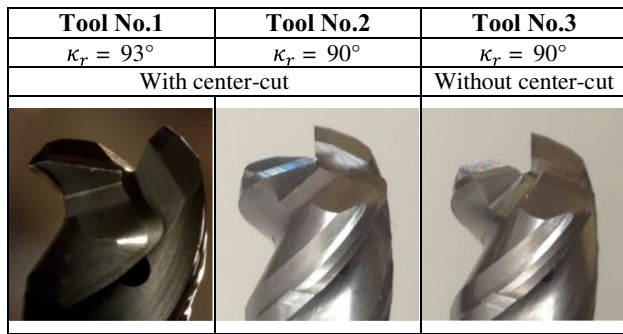 Tool No.1 Tool No.2 Tool No.3
κᵣ = 93° κᵣ = 90° κᵣ = 90°
With center-cut Without center-cut